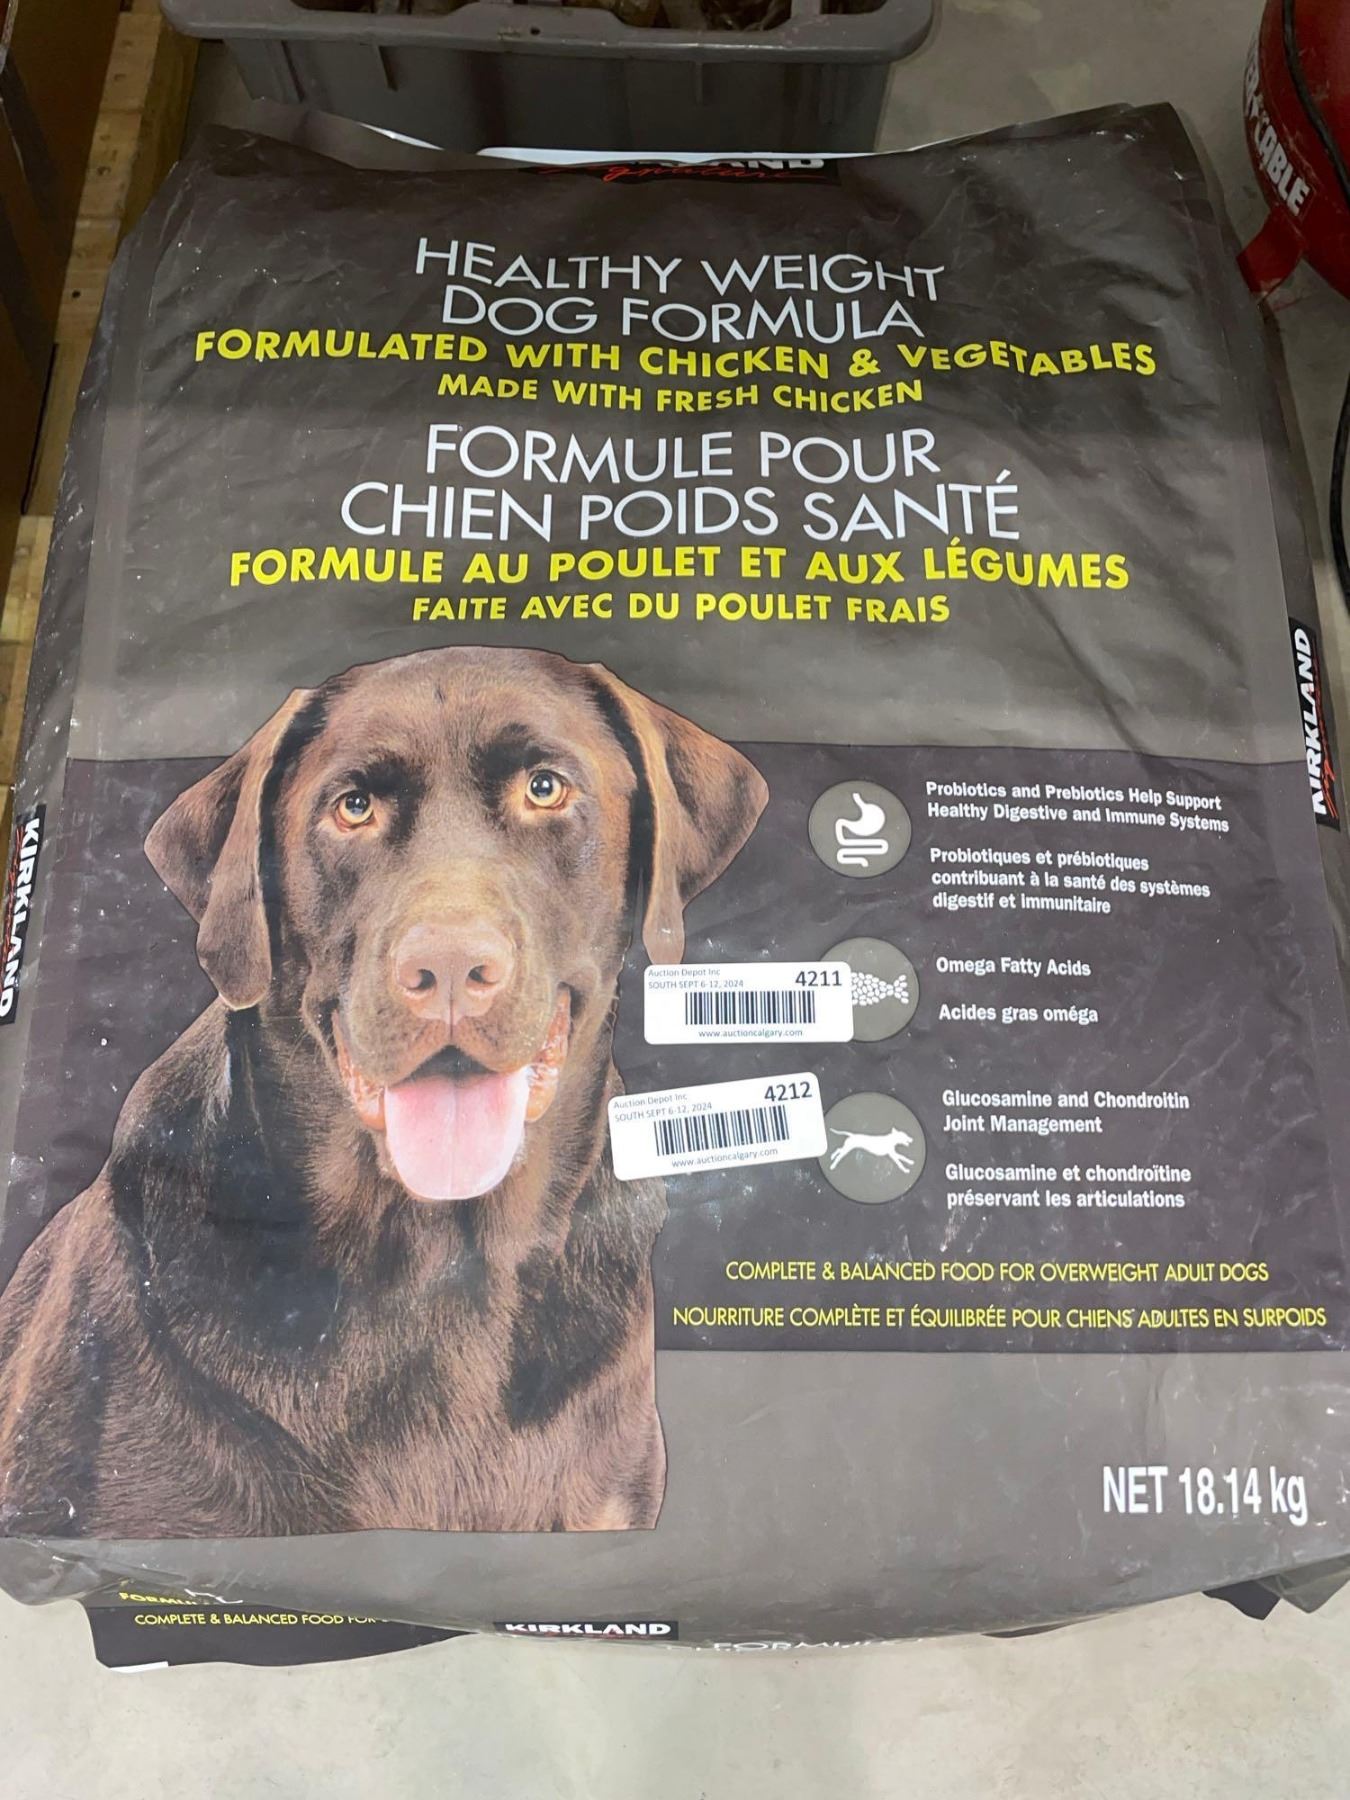 HEALTHY WEIGHT
DOG FORMULA
FORMULATED WITH CHICKEN & VEGETABLES
MADE WITH FRESH CHICKEN
FORMULE POUR
CHIEN POIDS SANTÉ
FORMULE AU POULET ET AUX LÉGUMES
FAITE AVEC DU POULET FRAIS
CABLE
KIRKLAND
KIRKLAND
Probiotics and Prebiotics Help Support
Healthy Digestive and Immune Systems
Probiotiques et prébiotiques
contribuant à la santé des systèmes
digestif et immunitaire
Omega Fatty Acids
Acides gras oméga
Auction Depot Inc
4211
SOUTH SEPT 6-12, 2024
www.auctioncalgary.com
Auction Depot Inc
4212
SOUTH SEPT 6-12, 2024
www.auctioncalgary.com
Glucosamine and Chondroitin
Joint Management
Glucosamine et chondroïtine
préservant les articulations
COMPLETE & BALANCED FOOD FOR OVERWEIGHT ADULT DOGS
NOURRITURE COMPLÈTE ET ÉQUILIBRÉE POUR CHIENS ADULTES EN SURPOIDS
NET 18.14 kg
COMPLETE & BALANCED FOOD
KIRKLAND